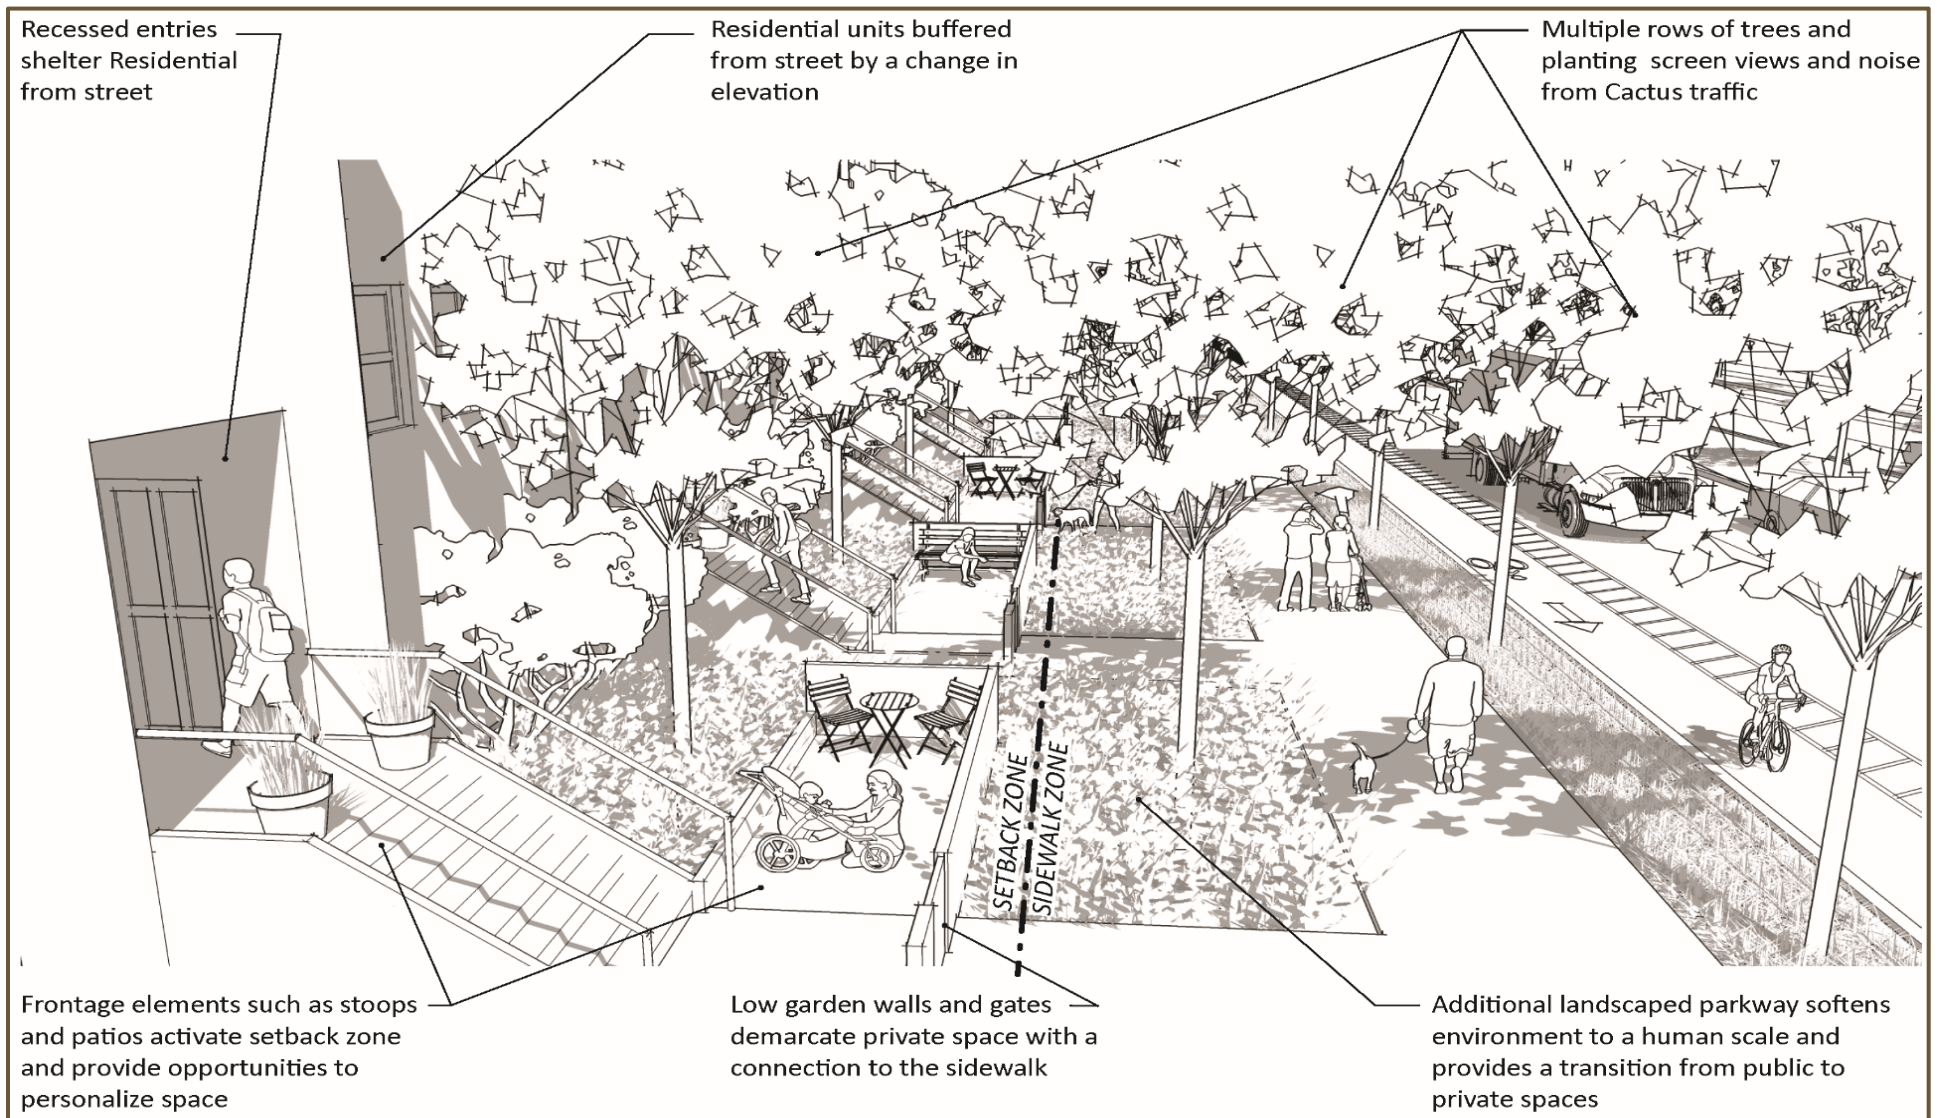 Recessed entries
shelter Residential
from street
Residential units buffered
from street by a change in
elevation
Multiple rows of trees and
planting screen views and noise
from Cactus traffic
SETBACK ZONE
SIDEWALK ZONE
Frontage elements such as stoops
and patios activate setback zone
and provide opportunities to
personalize space
Low garden walls and gates
demarcate private space with a
connection to the sidewalk
Additional landscaped parkway softens
environment to a human scale and
provides a transition from public to
private spaces